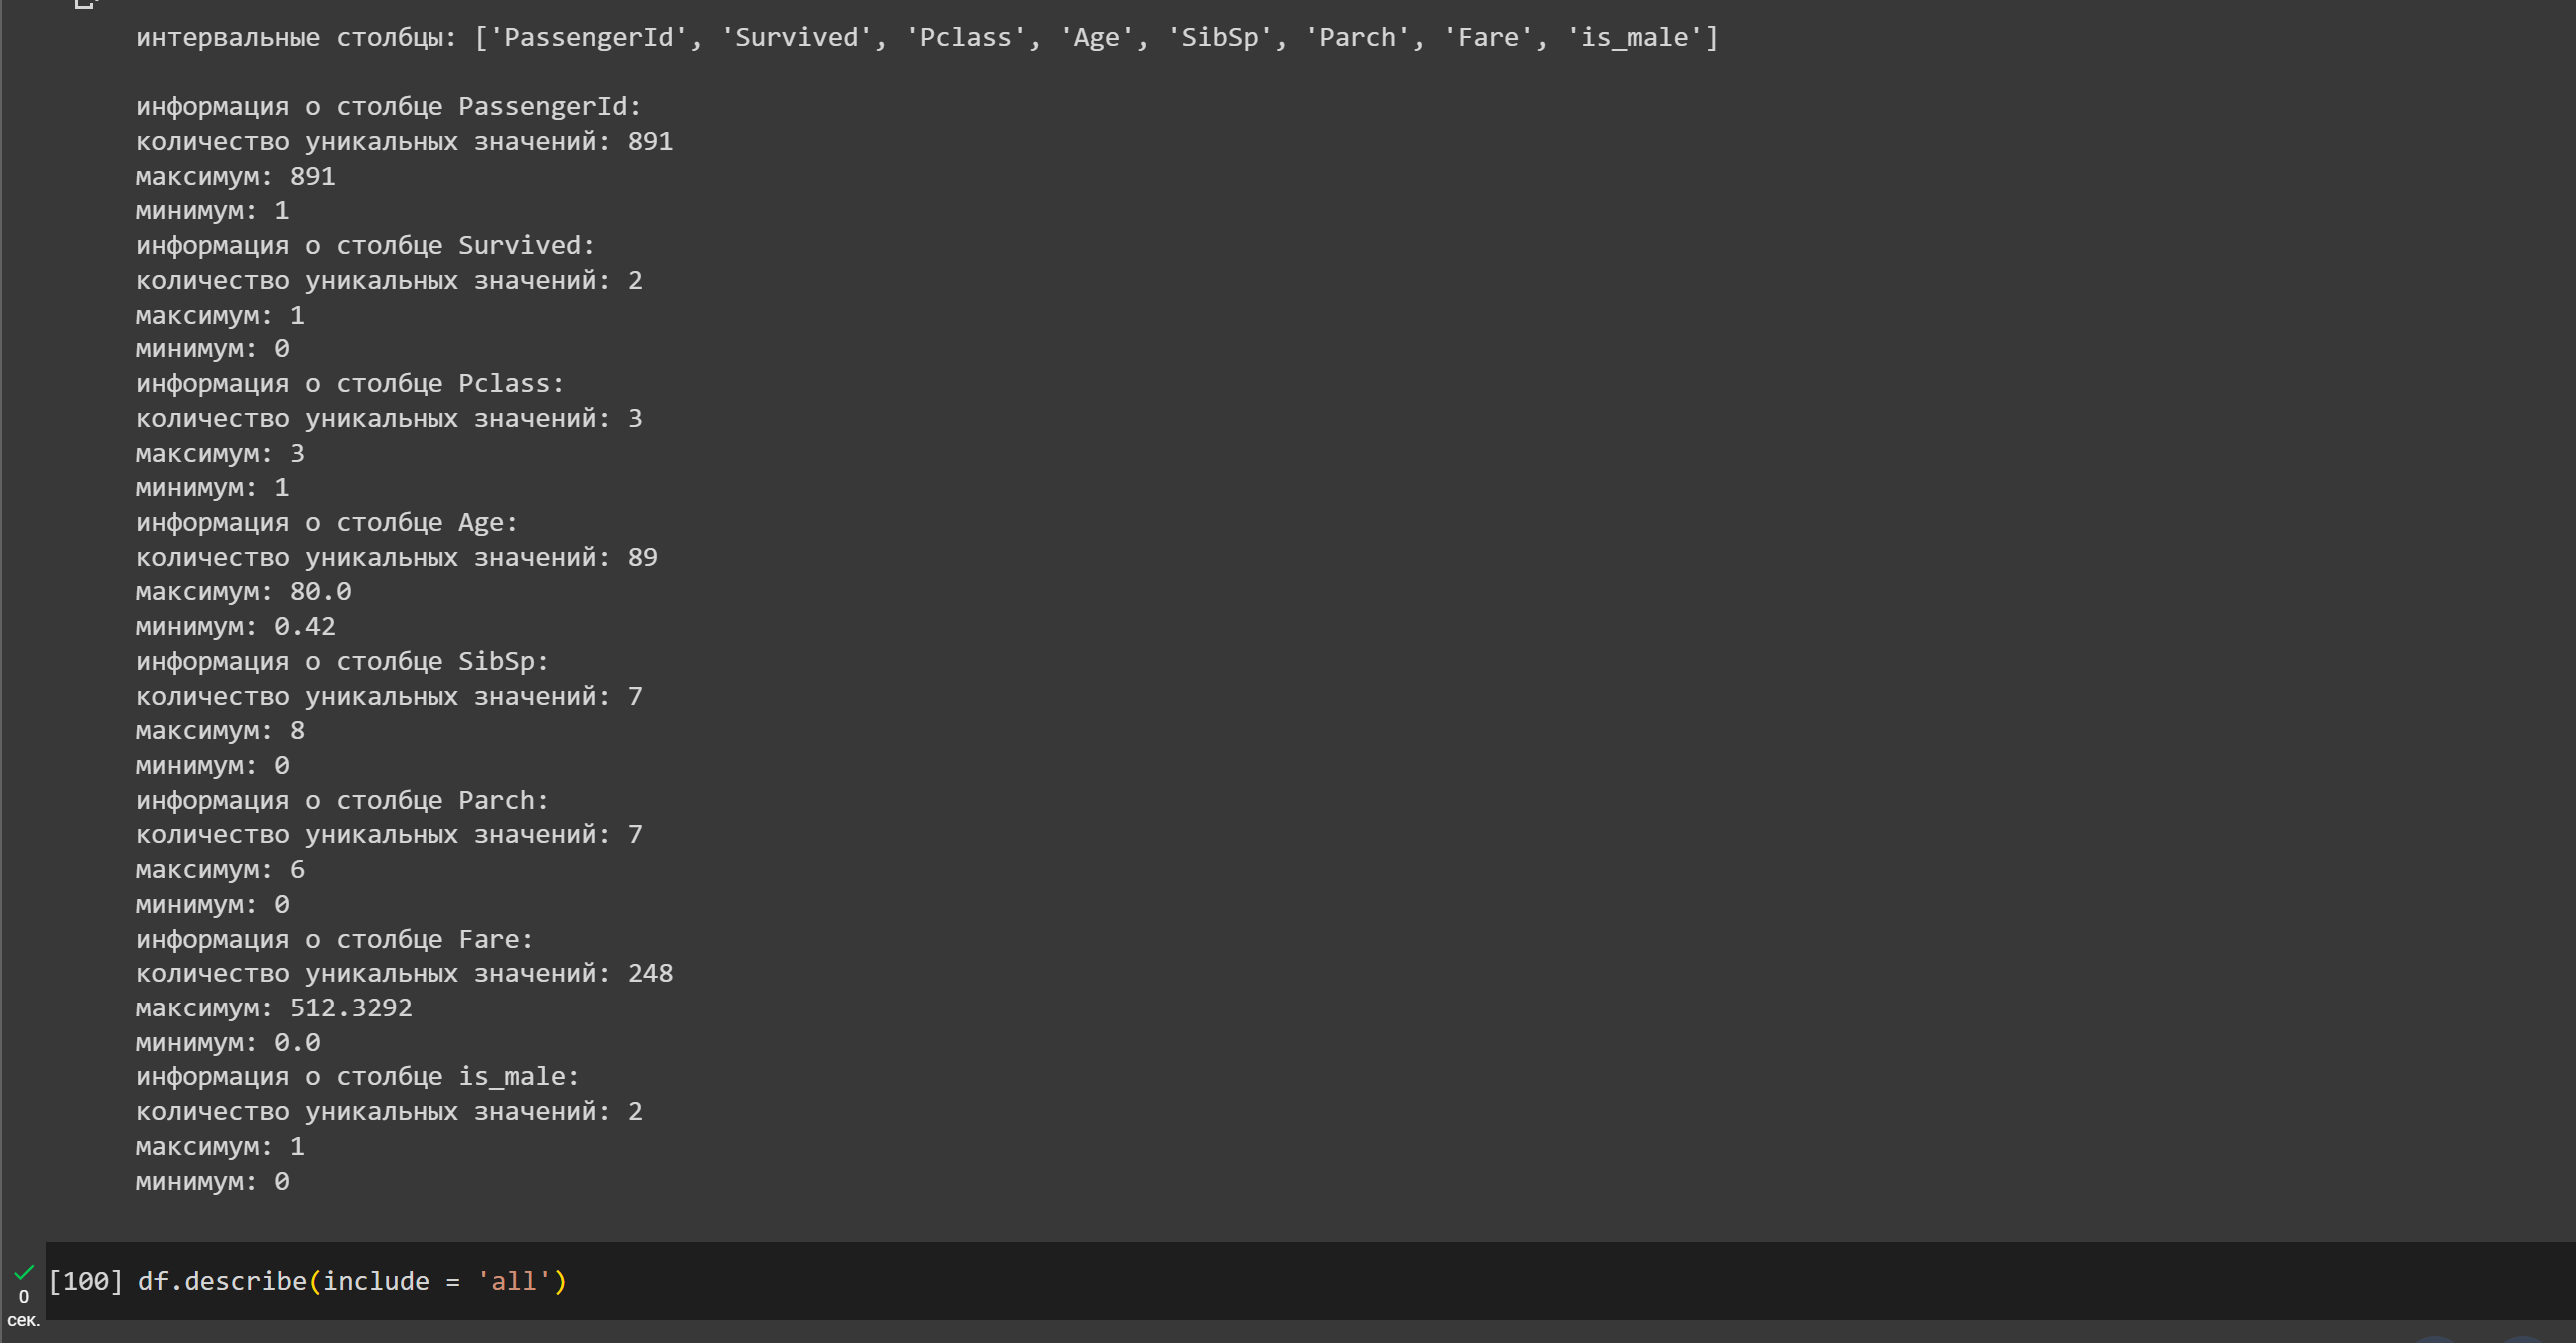 интервальные столбцы: ['PassengerId', 'Survived', 'Pclass', 'Age', 'SibSp', 'Parch', 'Fare', 'is_male']
информация о столбце PassengerId:
количество уникальных значений: 891
максимум: 891
минимум: 1
информация о столбце Survived:
количество уникальных значений: 2
максимум: 1
минимум: 0
информация о столбце Pclass:
количество уникальных значений: 3
максимум: 3
минимум: 1
информация о столбце Age:
количество уникальных значений: 89
максимум: 80.0
минимум: 0.42
информация о столбце SibSp:
количество уникальных значений: 7
максимум: 8
минимум: 0
информация о столбце Parch:
количество уникальных значений: 7
максимум: 6
минимум: 0
информация о столбце Fare:
количество уникальных значений: 248
максимум: 512.3292
минимум: 0.0
информация о столбце is_male:
количество уникальных значений: 2
максимум: 1
минимум: 0
[100] df.describe(include = 'all')
0
сек.